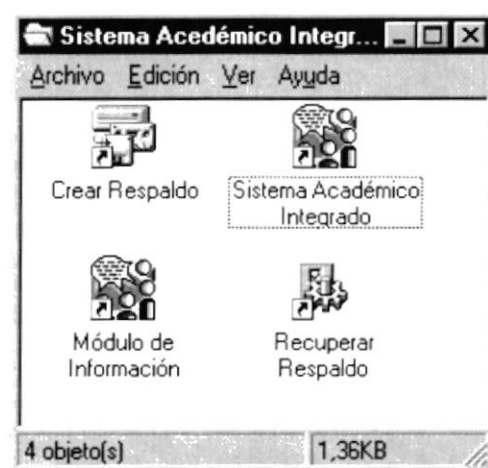 Sistema Acedémico Integr...
Archivo Edición Ver Ayuda
Crear Respaldo
Sistema Académico
Integrado
Módulo de
Información
Recuperar
Respaldo
4 objeto(s)
1,36KB